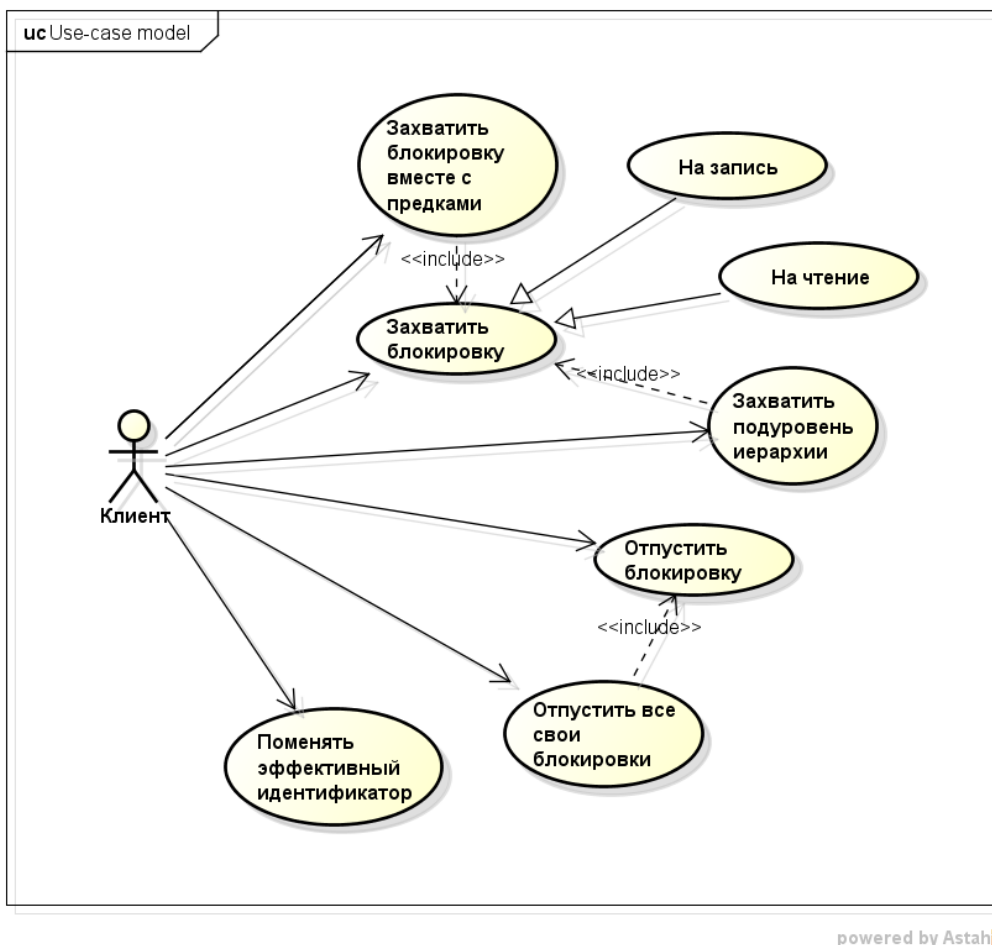 uc Use-case model
Захватить
блокировку
вместе с
предками
На запись
<<include>>
На чтение
Захватить
блокировку
<<include>>
Захватить
подуровень
иерархии
Клиент
Отпустить
блокировку
<<include>>
Отпустить все
свои
блокировки
Поменять
эффективный
идентификатор
powered by Astah